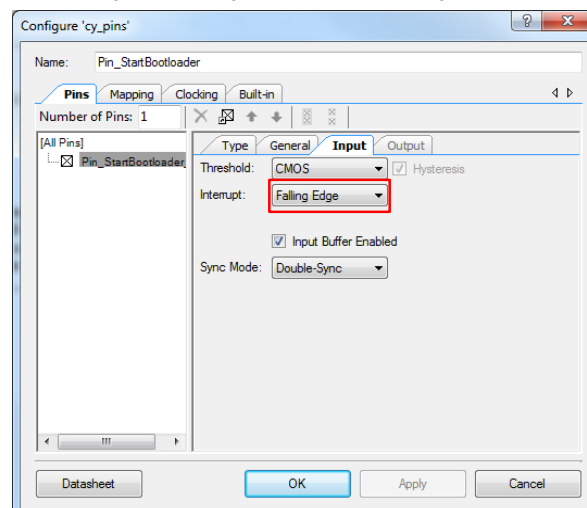 Configure 'cy_pins'
Name: Pin_StartBootloader
Pins Mapping Clocking Built-in
Number of Pins: 1
[All Pins]
Pin_StartBootloader_
Type General Input Output
Threshold: CMOS Hysteresis
Interrupt: Falling Edge
Input Buffer Enabled
Sync Mode: Double-Sync
Datasheet OK Apply Cancel